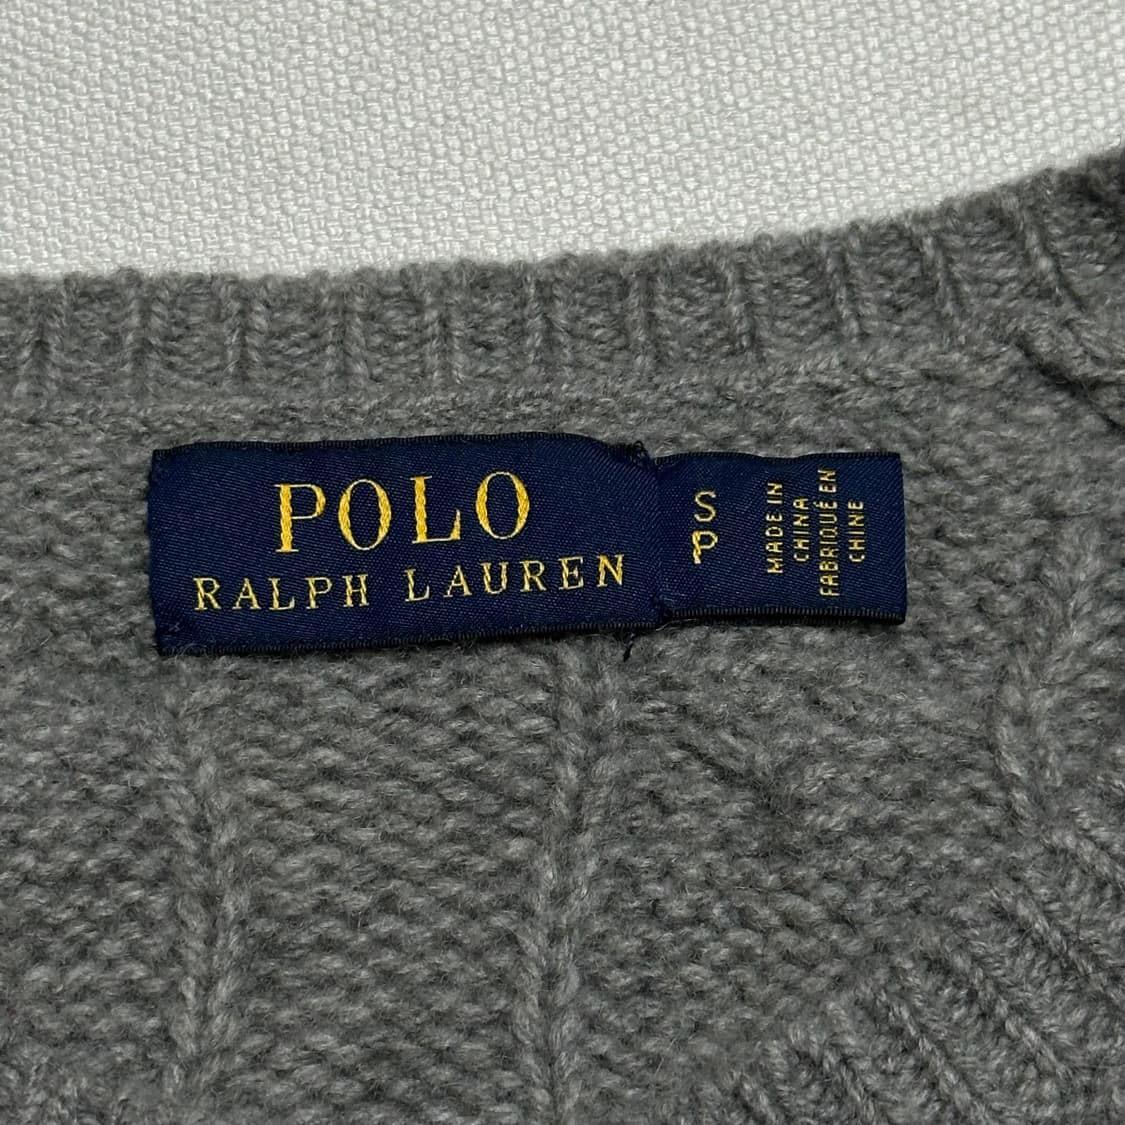 POLO
RALPH LAUREN
S
P
MADE IN
CHINA
FABRIQUÉ EN
CHINE